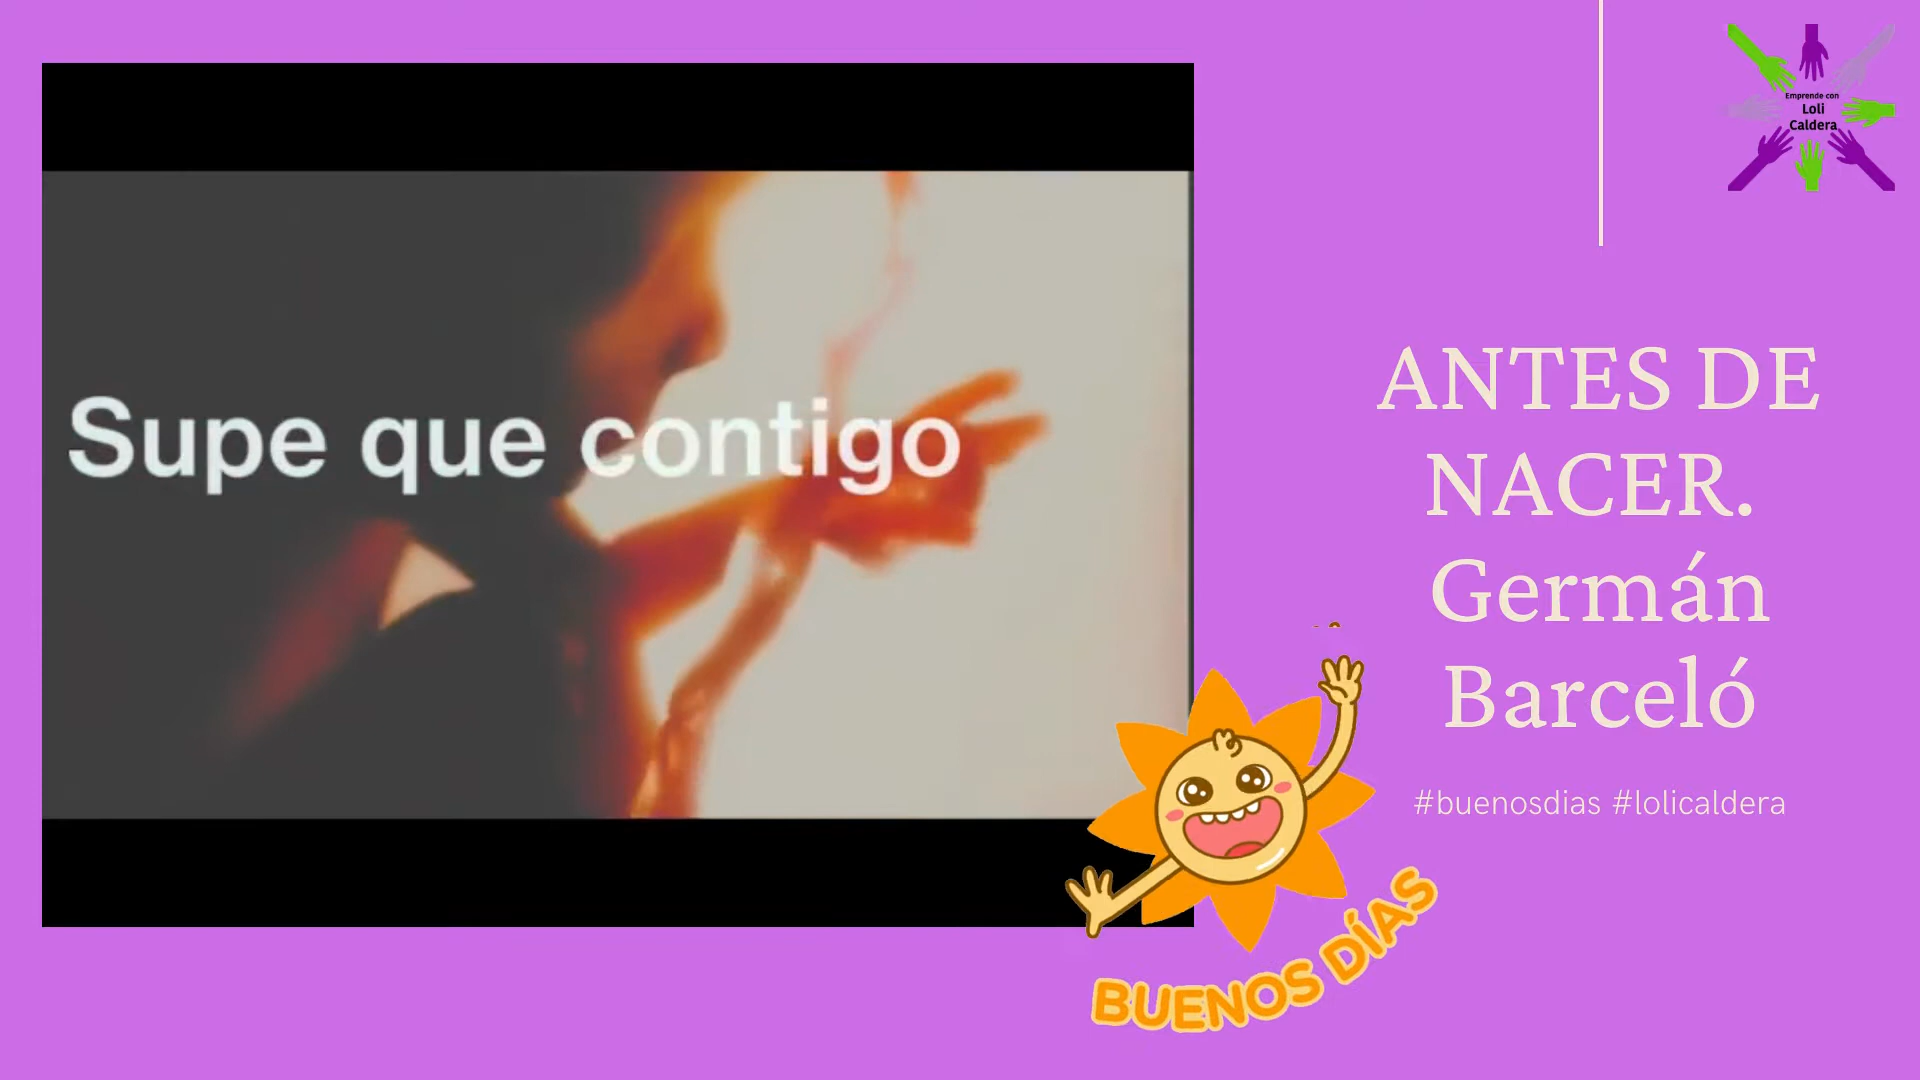 Supe que contigo
Emprende con
Loli
Caldera
ANTES DE
NACER.
Germán
Barceló
#buenosdias #lolicaldera
BUENOS DÍAS